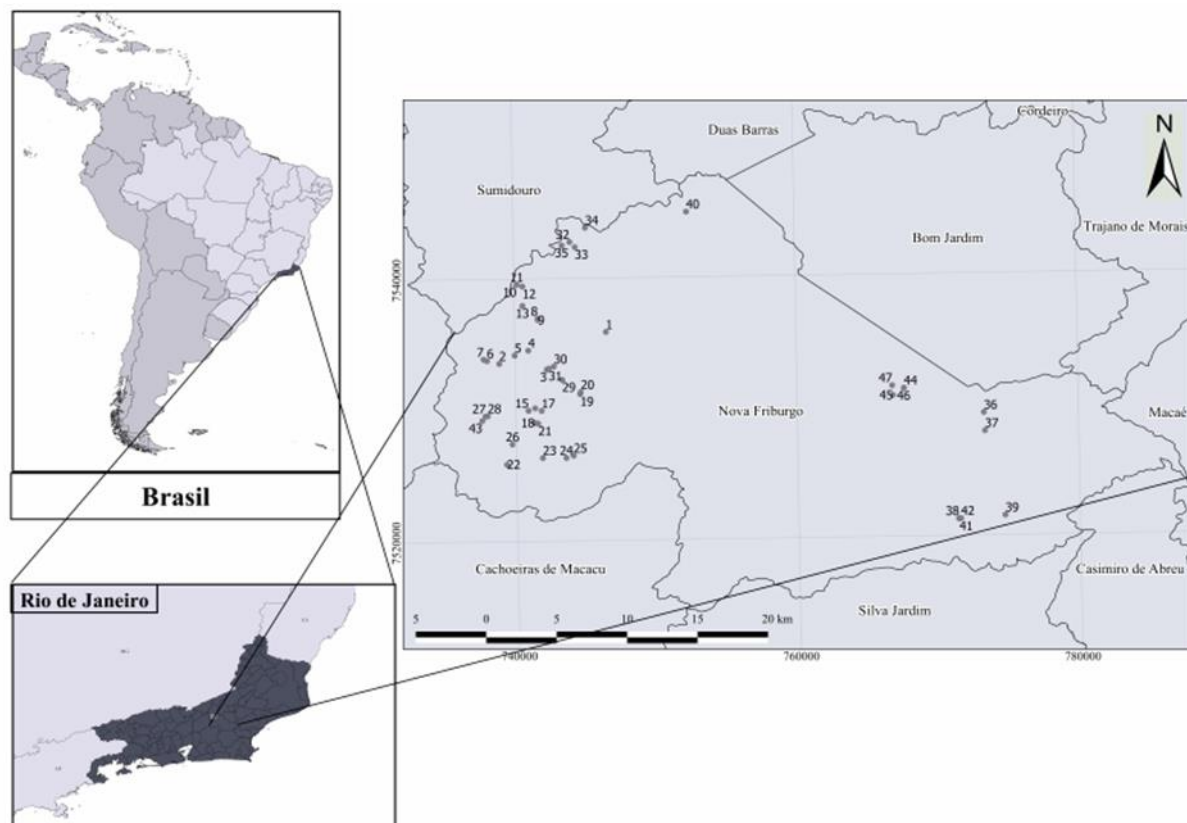 Brasil
Rio de Janeiro
N
Cordeiro
Duas Barras
Sumidouro
Trajano de Morais
Bom Jardim
Nova Friburgo
Macaé
Cachoeiras de Macacu
Casimiro de Abreu
Silva Jardim
7540000
7520000
740000
760000
780000
5 0 5 10 15 20 km
40
34
32
35 33
11
10 12
13 8
9
1
4
5
7 6 2
30
3 31
29 20
19
27 28
43
15 17
18 21
26
22
23 24 25
47 44
45 46
36
37
38 42
41
39